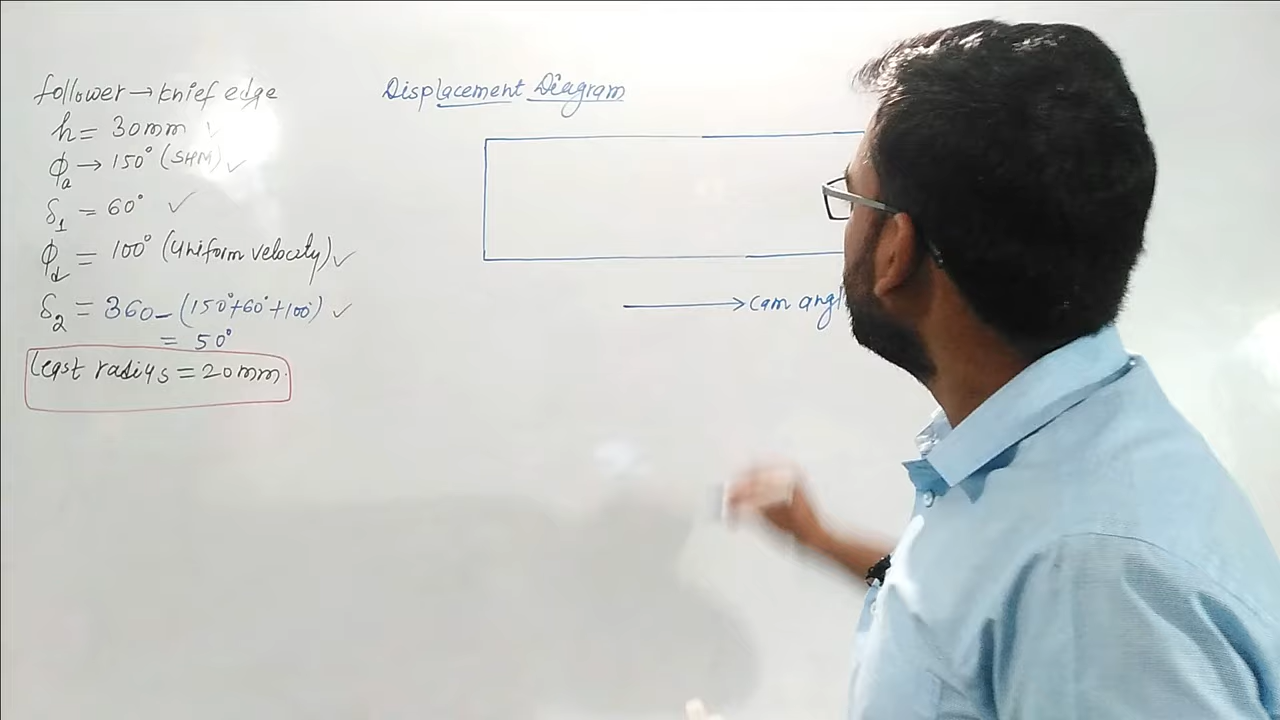 follower → knief edge
h = 30mm ✓
ϕa → 150° (SHM) ✓
δ1 = 60° ✓
ϕd = 100° (Uniform velocity) ✓
δ2 = 360 - (150°+60°+100°) ✓
= 50°
Least radius = 20mm.
Displacement Diagram
→ cam angl